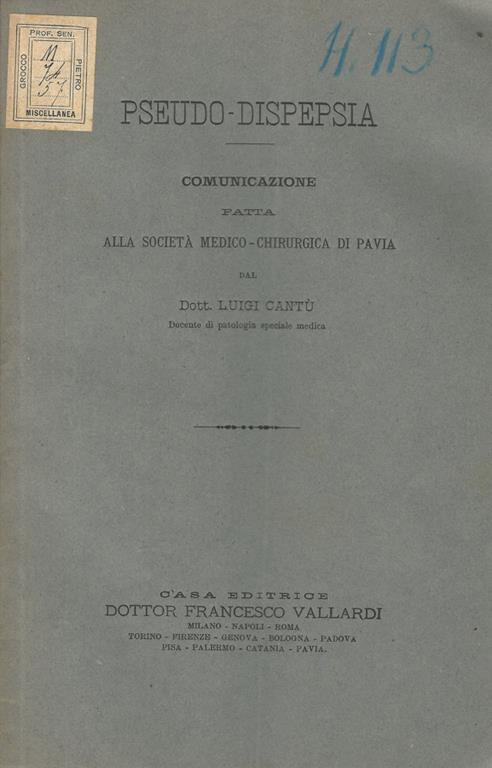 PROF. SEN.
GROCCO
PIETRO
M
57
MISCELLANEA
H. 113
PSEUDO-DISPEPSIA
COMUNICAZIONE
FATTA
ALLA SOCIETÀ MEDICO-CHIRURGICA DI PAVIA
DAL
Dott. LUIGI CANTÙ
Docente di patologia speciale medica
CASA EDITRICE
DOTTOR FRANCESCO VALLARDI
MILANO - NAPOLI - ROMA
TORINO - FIRENZE - GENOVA - BOLOGNA - PADOVA
PISA - PALERMO - CATANIA - PAVIA.